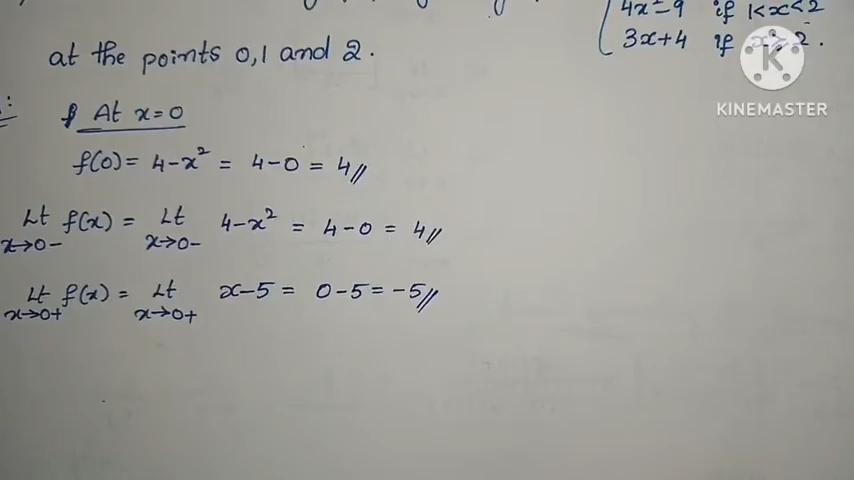 4x²-9 if 1<x<2
at the points 0,1 and 2.
3x+4 if x≥2.
KINEMASTER
At x=0
f(0) = 4-x² = 4-0 = 4//
Lt f(x) = Lt 4-x² = 4-0 = 4//
x→0- x→0-
Lt f(x) = Lt x-5 = 0-5 = -5//
x→0+ x→0+